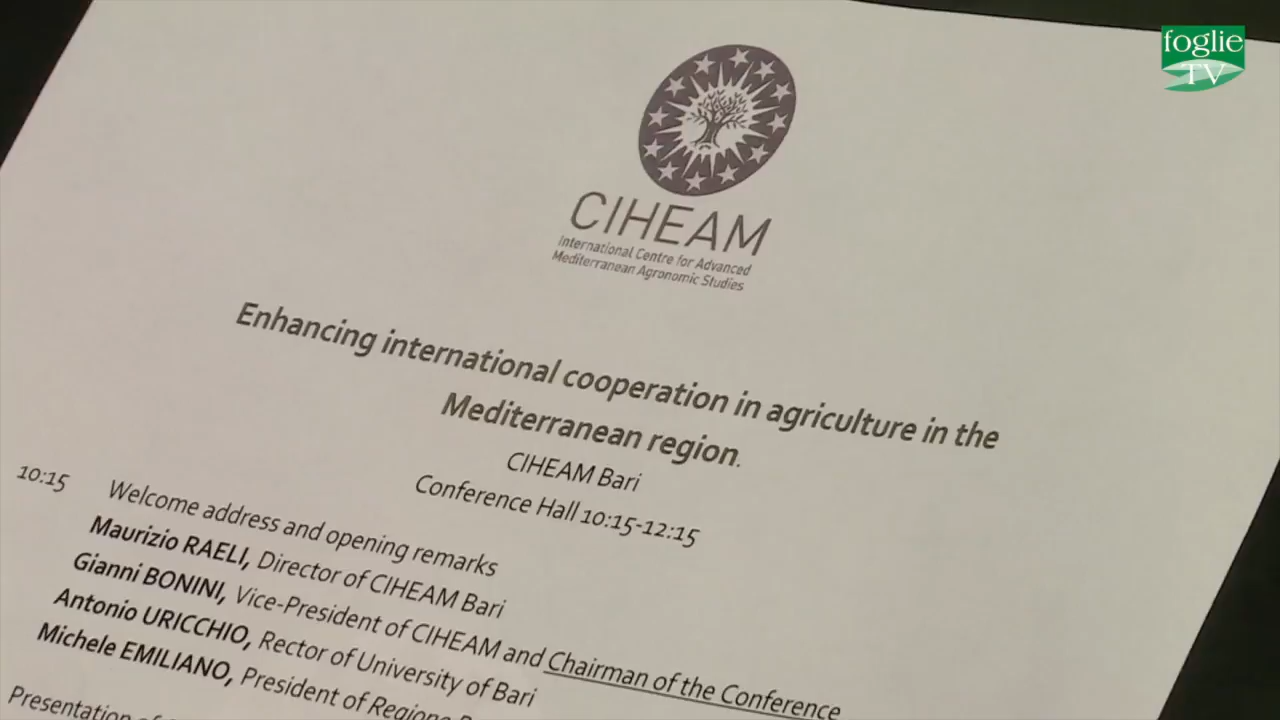 foglie
TV
CIHEAM
International Centre for Advanced
Mediterranean Agronomic Studies
Enhancing international cooperation in agriculture in the
Mediterranean region.
CIHEAM Bari
Conference Hall 10:15-12:15
10:15 Welcome address and opening remarks
Maurizio RAELI, Director of CIHEAM Bari
Gianni BONINI, Vice-President of CIHEAM and Chairman of the Conference
Antonio URICCHIO, Rector of University of Bari
Michele EMILIANO, President of Regione
Presentation of